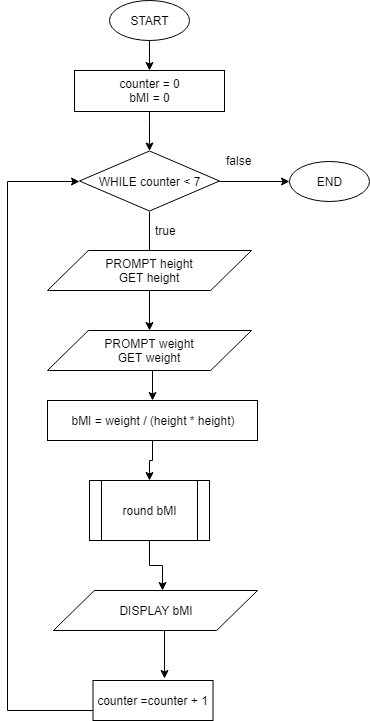 START
counter = 0
bMI = 0
WHILE counter < 7
false
END
true
PROMPT height
GET height
PROMPT weight
GET weight
bMI = weight / (height * height)
round bMI
DISPLAY bMI
counter =counter + 1